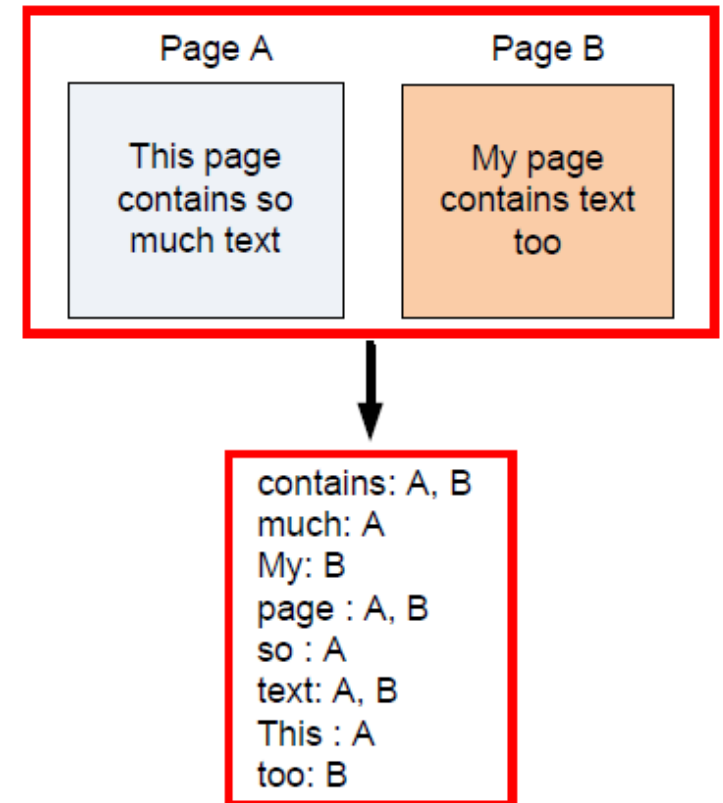 Page A
Page B
This page
contains so
much text
My page
contains text
too
contains: A, B
much: A
My: B
page : A, B
so : A
text: A, B
This : A
too: B